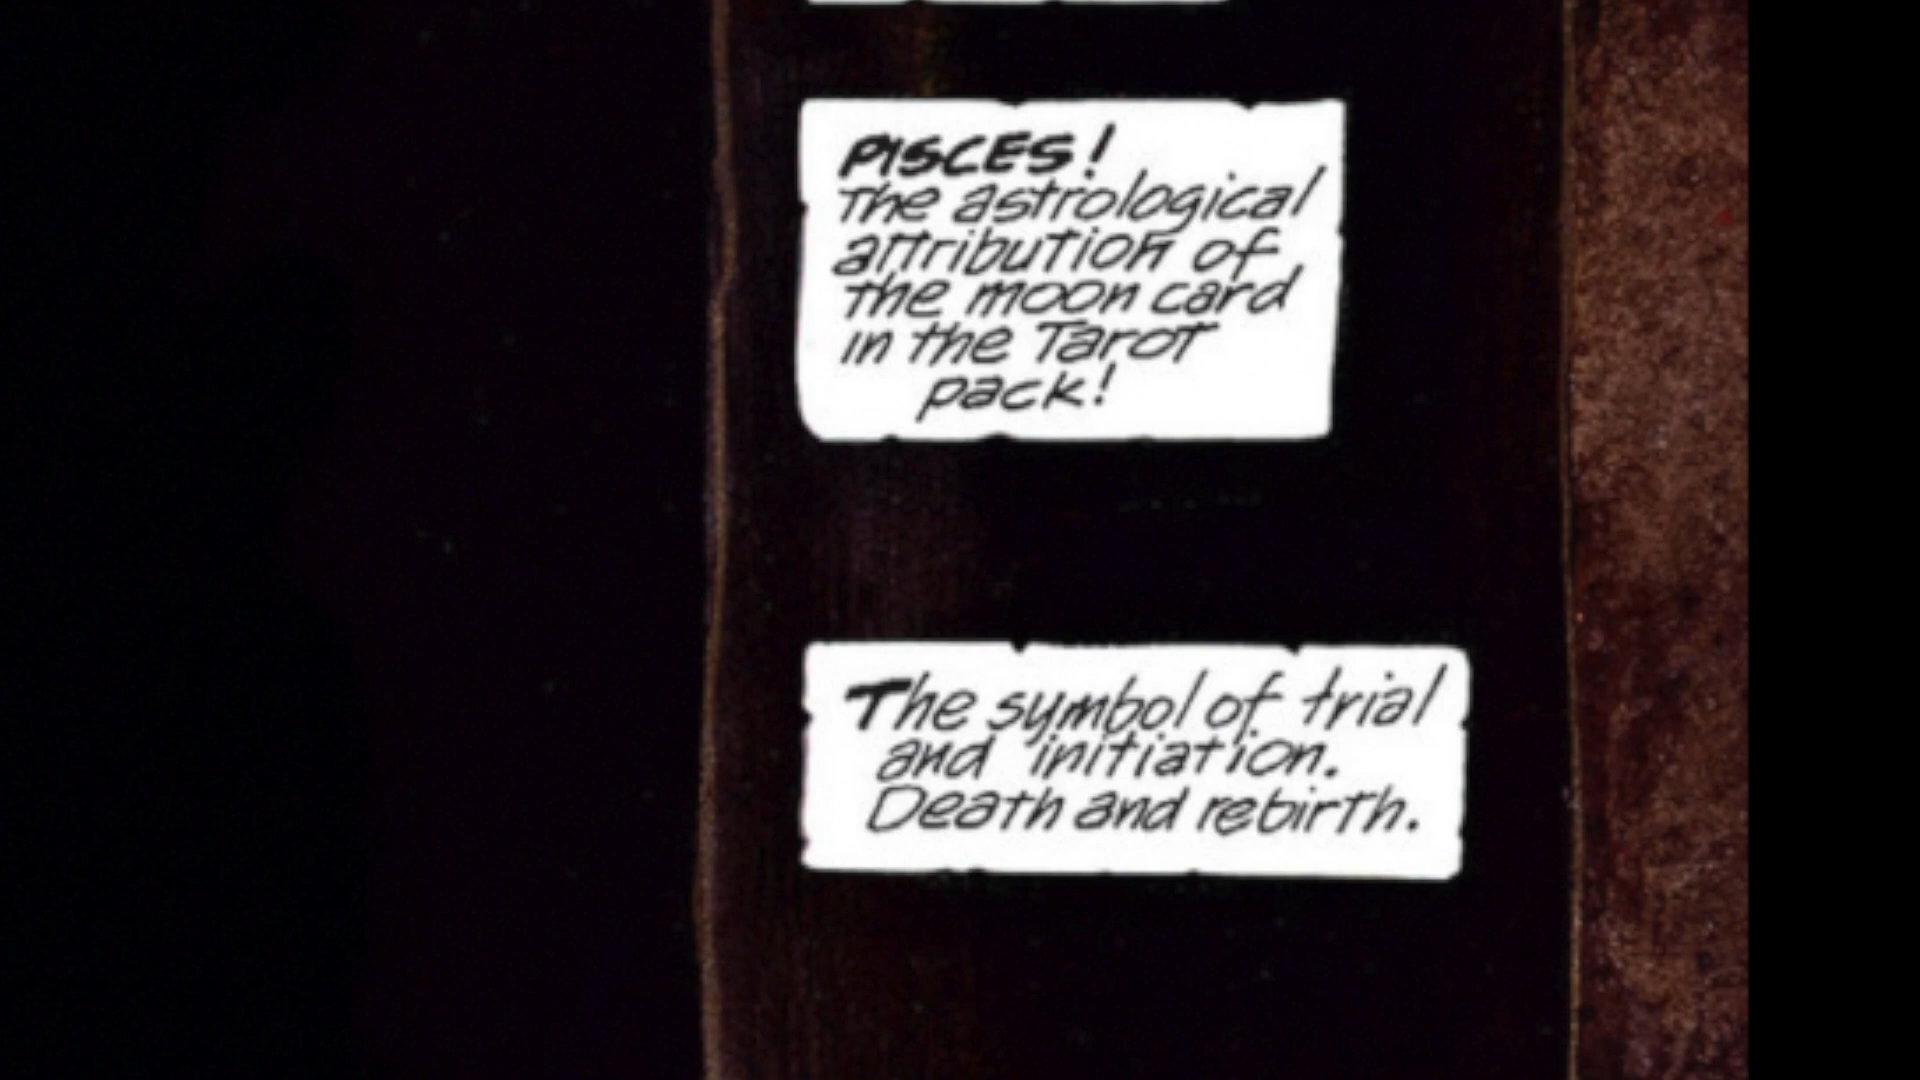 PISCES!
The astrological
attribution of
the moon card
in the Tarot
pack!
The symbol of trial
and initiation.
Death and rebirth.